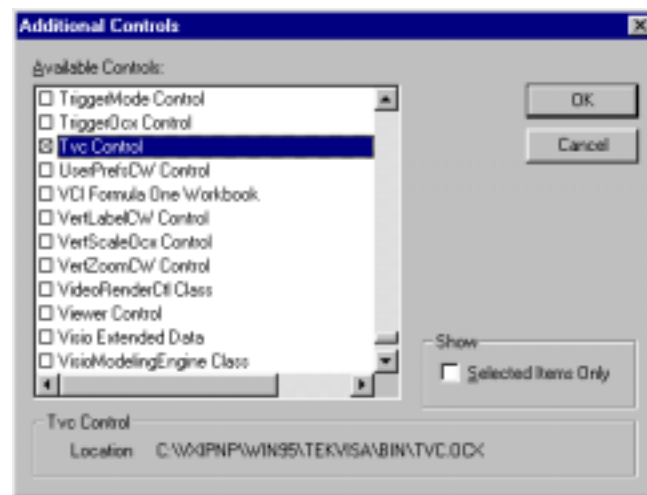 Additional Controls
Available Controls:
TriggerMode Control
TriggerOcx Control
Tvc Control
UserPrefsCW Control
VCI Formula One Workbook
VertLabelCW Control
VertScaleOcx Control
VertZoomCW Control
VideoRenderCtl Class
Viewer Control
Visio Extended Data
VisioModelingEngine Class
OK
Cancel
Show
Selected Items Only
Tvc Control
Location C:\VXIPNP\WIN95\TEKVISA\BIN\TVC.OCX